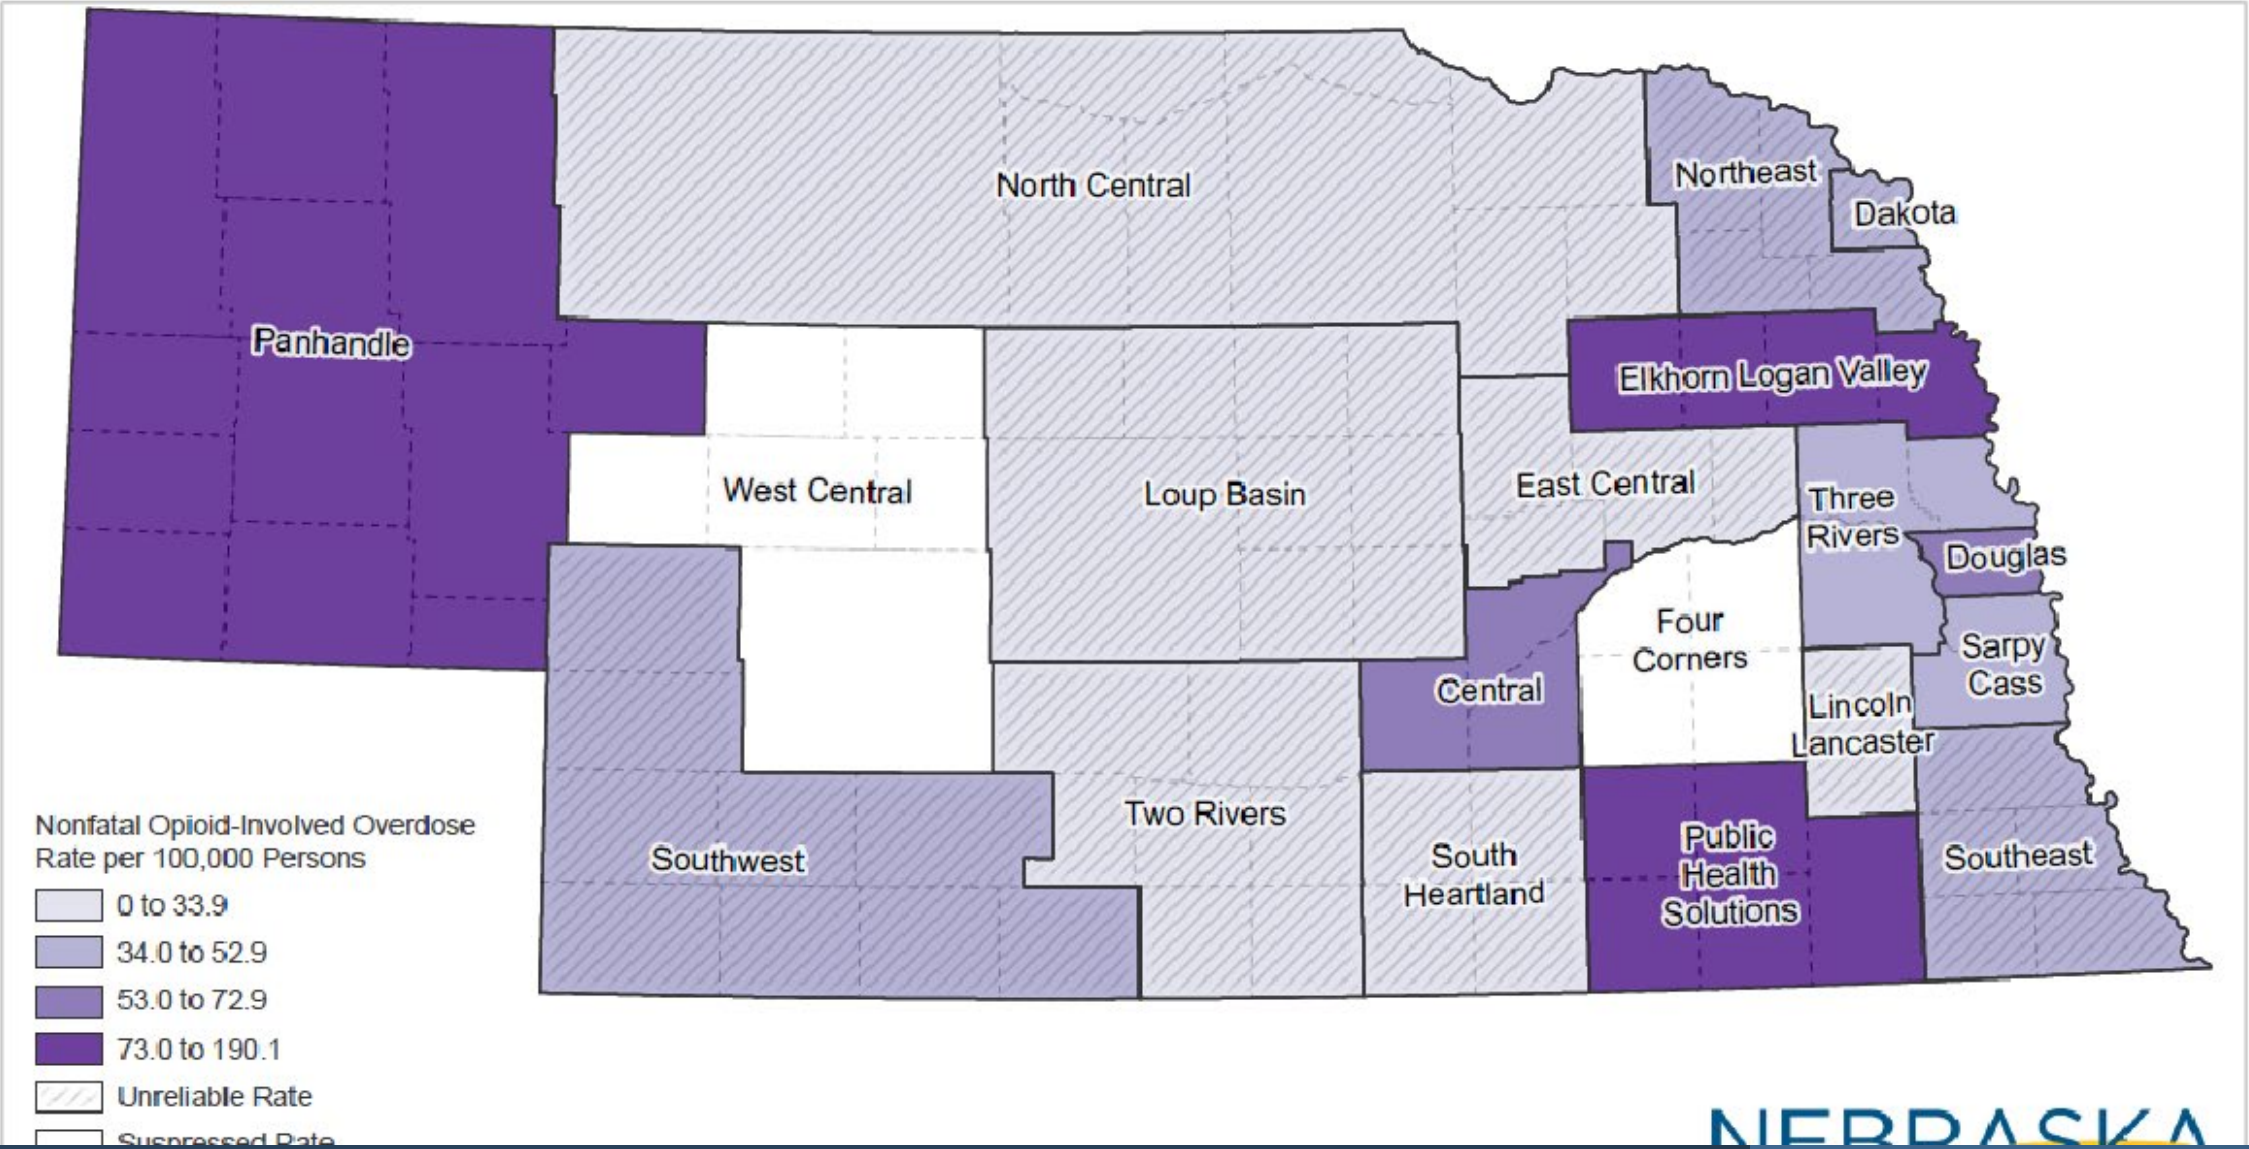 North Central
Northeast
Dakota
Panhandle
Elkhorn Logan Valley
West Central
Loup Basin
East Central
Three
Rivers
Douglas
Four
Corners
Sarpy
Cass
Central
Lincoln
Lancaster
Two Rivers
Southwest
South
Heartland
Public
Health
Solutions
Southeast
Nonfatal Opioid-Involved Overdose
Rate per 100,000 Persons
0 to 33.9
34.0 to 52.9
53.0 to 72.9
73.0 to 190.1
Unreliable Rate
Suppressed Rate
NEBRASKA